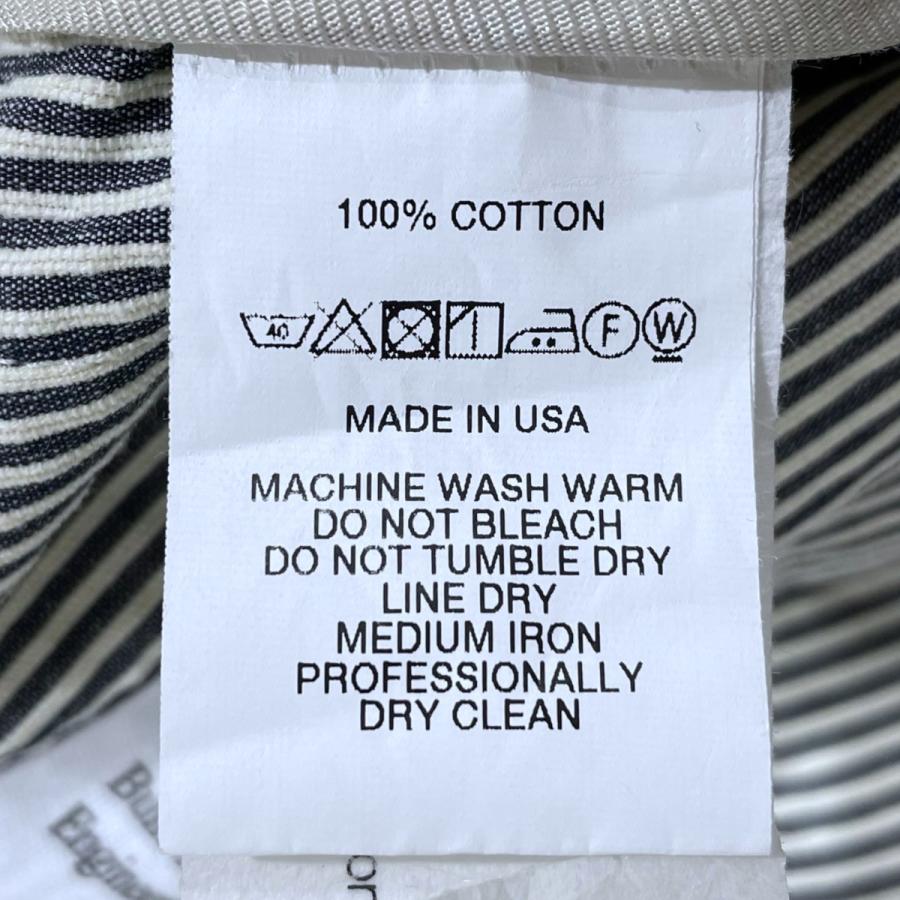 100% COTTON
40 F W
MADE IN USA
MACHINE WASH WARM
DO NOT BLEACH
DO NOT TUMBLE DRY
LINE DRY
MEDIUM IRON
PROFESSIONALLY
DRY CLEAN